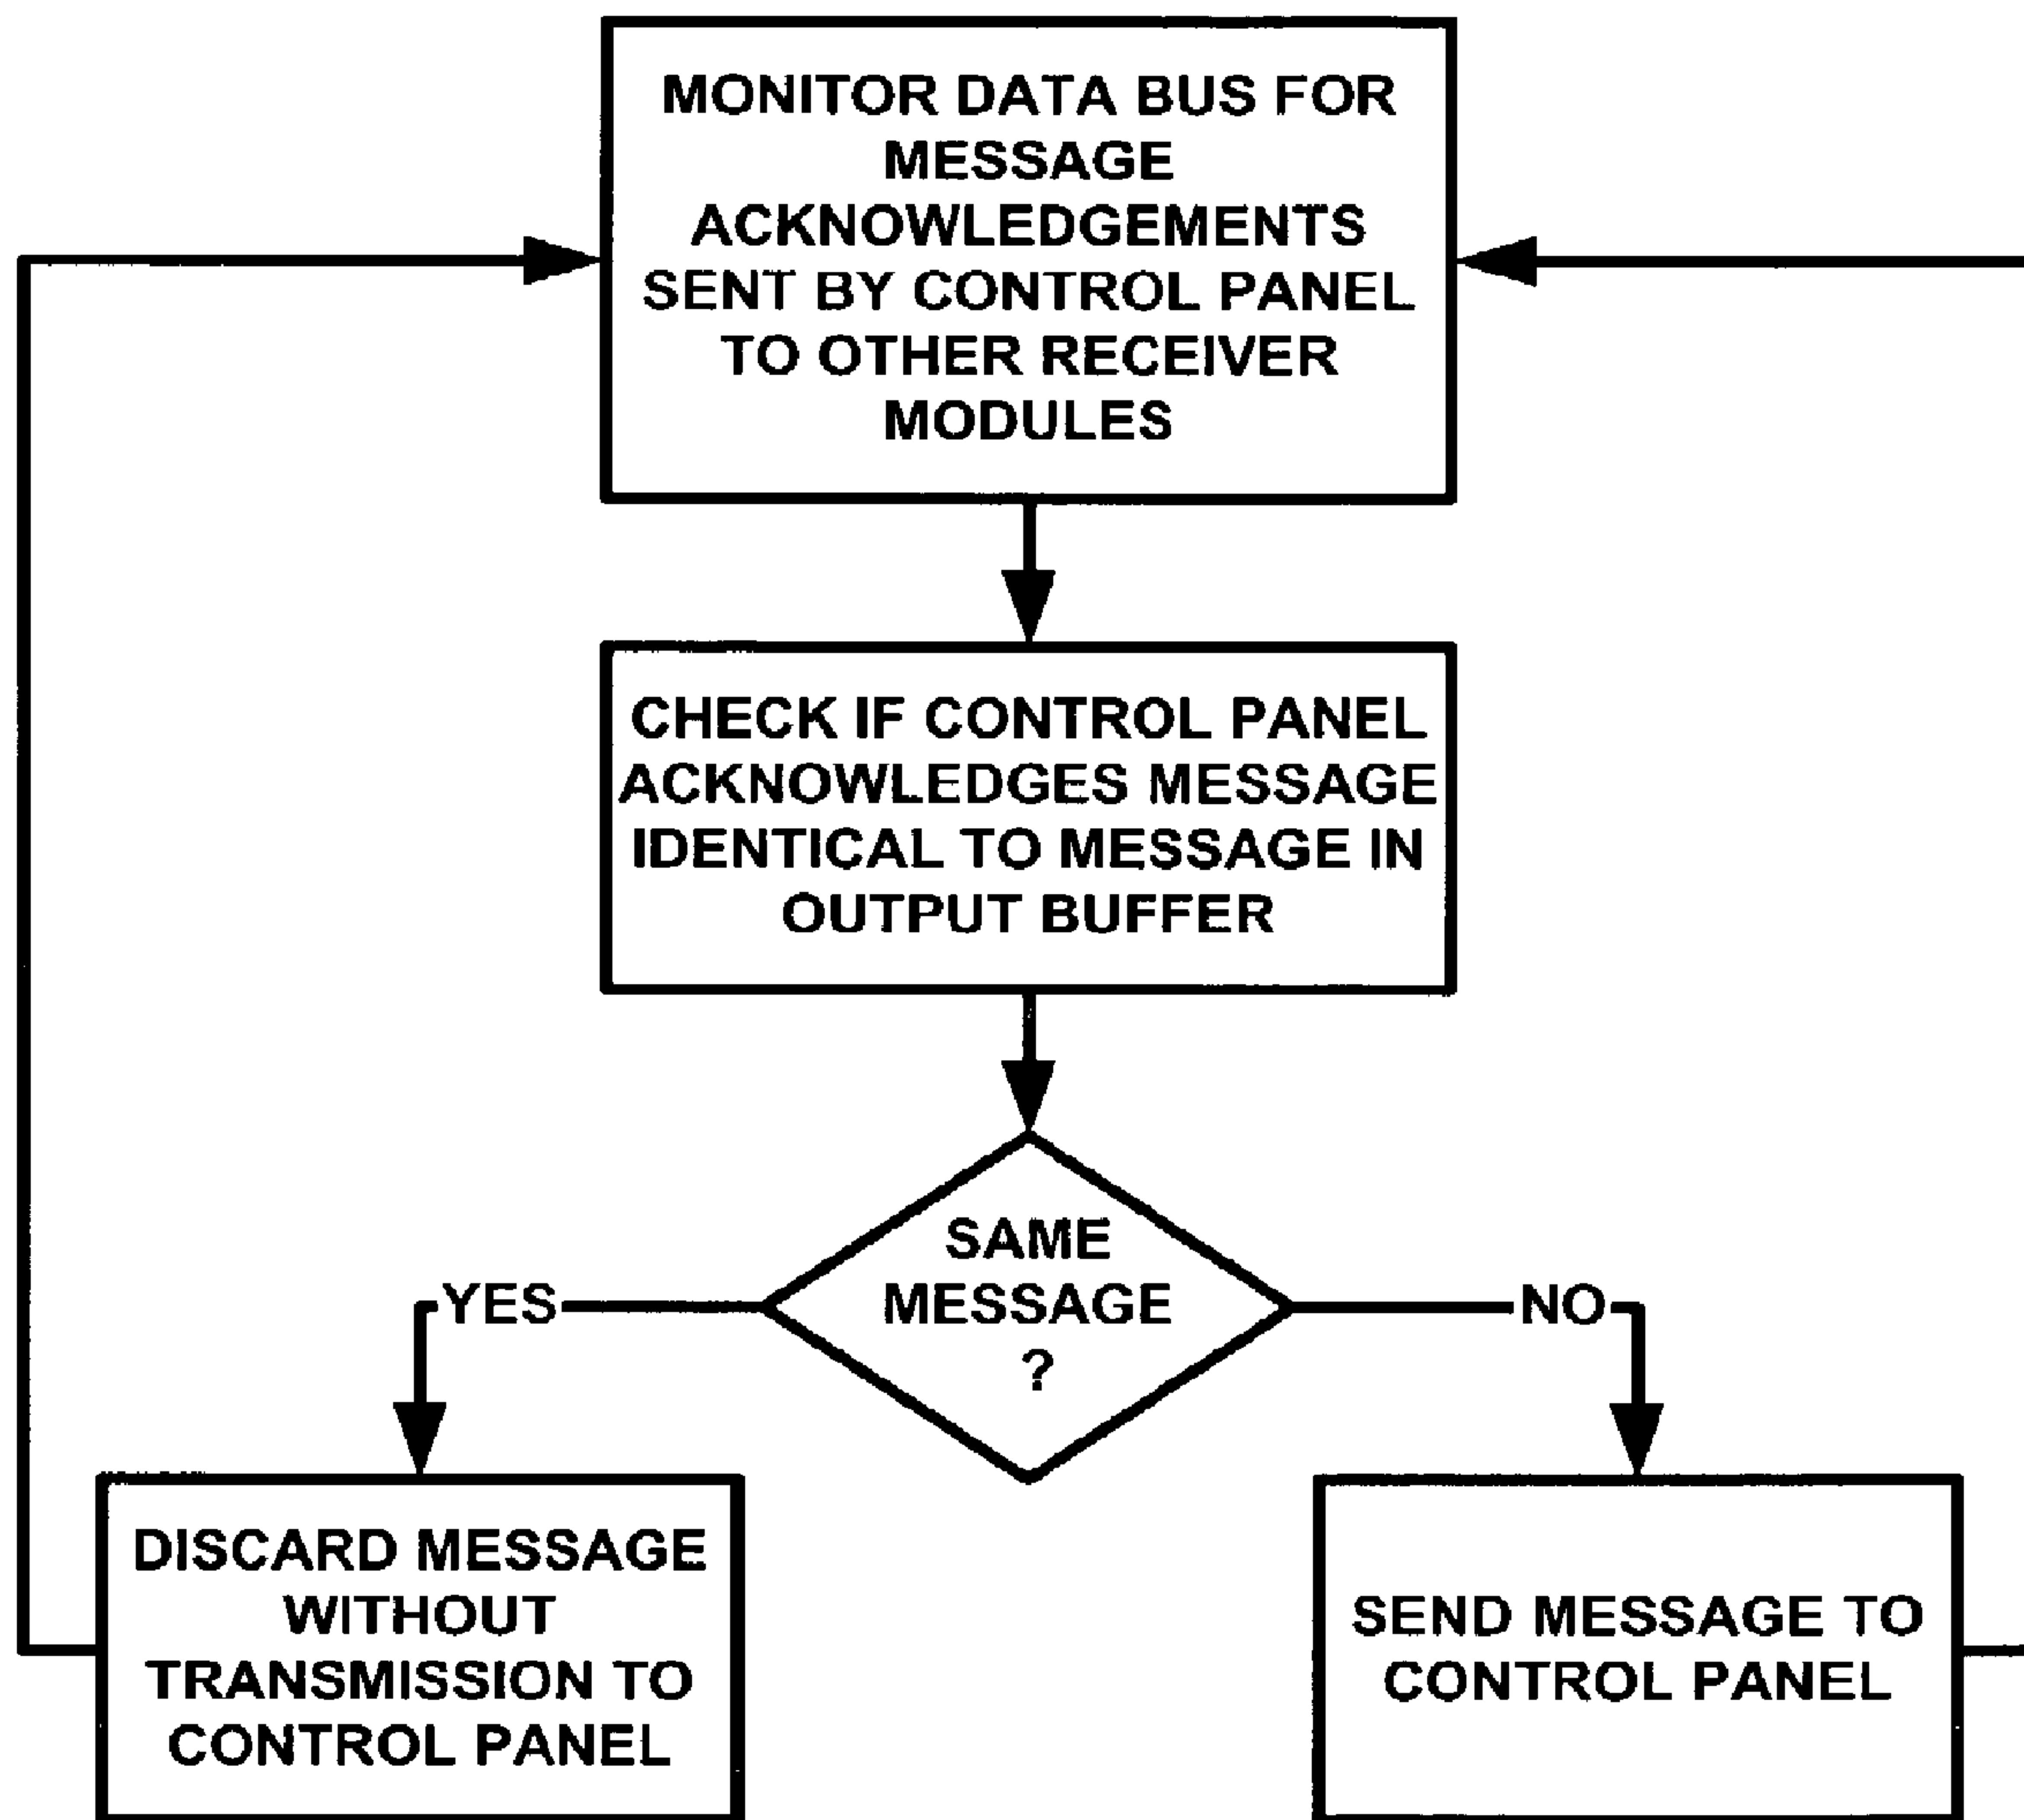 MONITOR DATA BUS FOR
MESSAGE
ACKNOWLEDGEMENTS
SENT BY CONTROL PANEL
TO OTHER RECEIVER
MODULES
CHECK IF CONTROL PANEL
ACKNOWLEDGES MESSAGE
IDENTICAL TO MESSAGE IN
OUTPUT BUFFER
SAME
MESSAGE
?
YES
NO
DISCARD MESSAGE
WITHOUT
TRANSMISSION TO
CONTROL PANEL
SEND MESSAGE TO
CONTROL PANEL